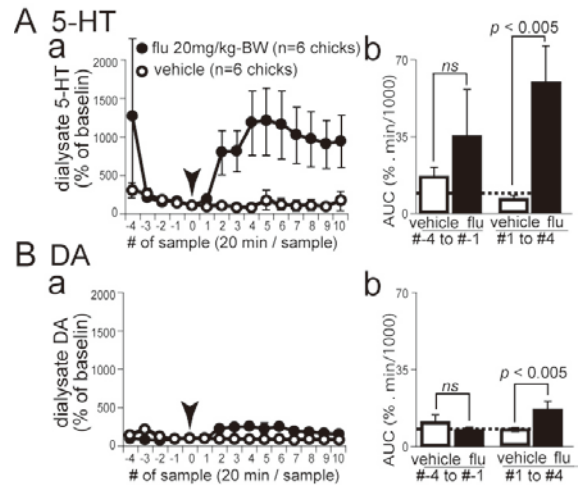 A 5-HT
a
flu 20mg/kg-BW (n=6 chicks)
vehicle (n=6 chicks)
dialysate 5-HT
(% of baselin)
2000
1500
1000
500
0
-4 -3 -2 -1 0 1 2 3 4 5 6 7 8 9 10
# of sample (20 min / sample)
b
p < 0.005
ns
AUC (% . min/1000)
70
35
0
vehicle flu vehicle flu
#-4 to #-1 #1 to #4
B DA
a
dialysate DA
(% of baselin)
2000
1500
1000
500
0
-4 -3 -2 -1 0 1 2 3 4 5 6 7 8 9 10
# of sample (20 min / sample)
b
AUC (% . min/1000)
70
35
0
ns
p < 0.005
vehicle flu vehicle flu
#-4 to #-1 #1 to #4